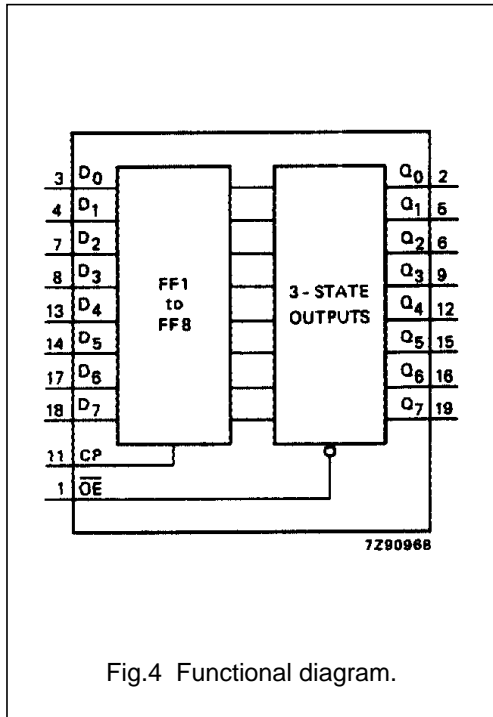 3 D0 Q0 2
4 D1 Q1 5
7 D2 Q2 6
8 D3 Q3 9
13 D4 Q4 12
14 D5 Q5 15
17 D6 Q6 16
18 D7 Q7 19
FF1
to
FF8
3-STATE
OUTPUTS
11 CP
1 O̅E̅
7Z90968
Fig.4 Functional diagram.